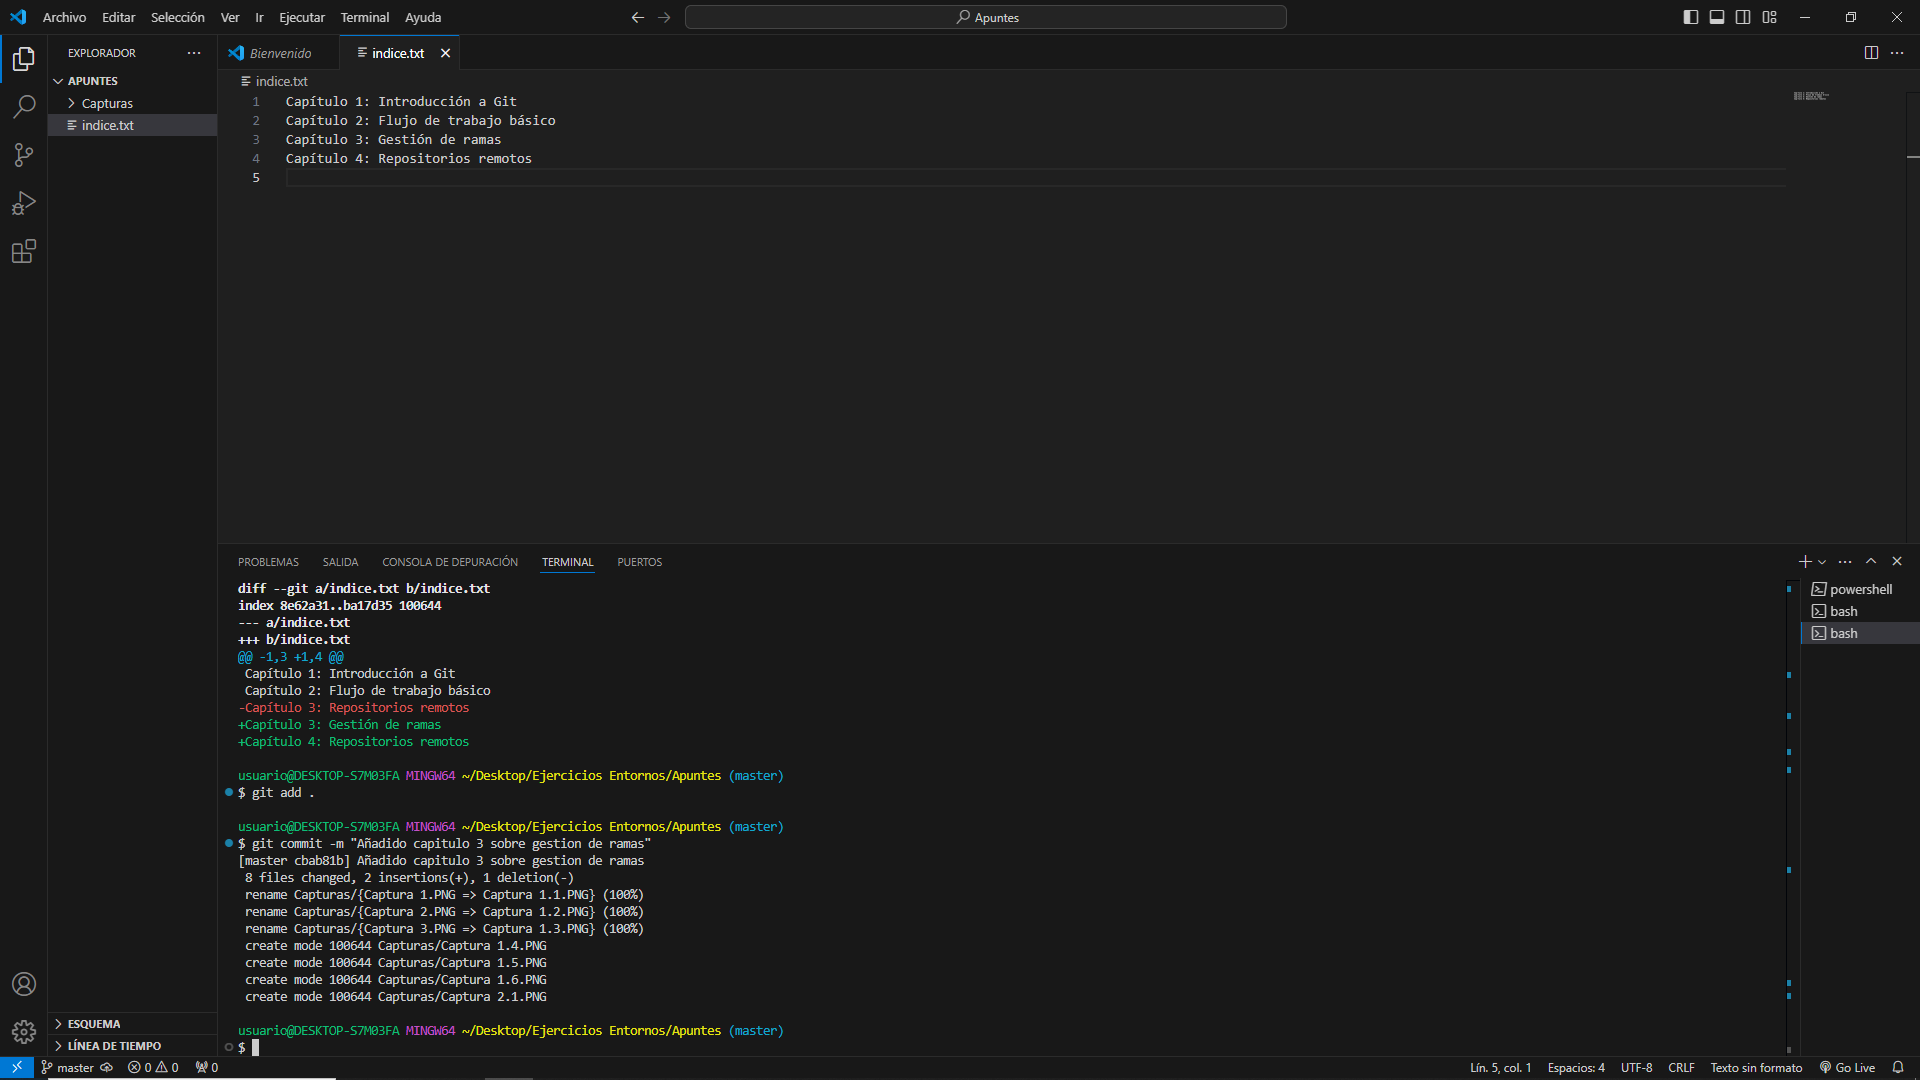 Archivo Editar Selección Ver Ir Ejecutar Terminal Ayuda
Apuntes
EXPLORADOR
APUNTES
Capturas
indice.txt
Bienvenido
indice.txt
indice.txt
1 Capítulo 1: Introducción a Git
2 Capítulo 2: Flujo de trabajo básico
3 Capítulo 3: Gestión de ramas
4 Capítulo 4: Repositorios remotos
5
PROBLEMAS SALIDA CONSOLA DE DEPURACIÓN TERMINAL PUERTOS
diff --git a/indice.txt b/indice.txt
index 8e62a31..ba17d35 100644
--- a/indice.txt
+++ b/indice.txt
@@ -1,3 +1,4 @@
 Capítulo 1: Introducción a Git
 Capítulo 2: Flujo de trabajo básico
-Capítulo 3: Repositorios remotos
+Capítulo 3: Gestión de ramas
+Capítulo 4: Repositorios remotos
usuario@DESKTOP-S7M03FA MINGW64 ~/Desktop/Ejercicios Entornos/Apuntes (master)
$ git add .
usuario@DESKTOP-S7M03FA MINGW64 ~/Desktop/Ejercicios Entornos/Apuntes (master)
$ git commit -m "Añadido capitulo 3 sobre gestion de ramas"
[master cbab81b] Añadido capitulo 3 sobre gestion de ramas
 8 files changed, 2 insertions(+), 1 deletion(-)
 rename Capturas/{Captura 1.PNG => Captura 1.1.PNG} (100%)
 rename Capturas/{Captura 2.PNG => Captura 1.2.PNG} (100%)
 rename Capturas/{Captura 3.PNG => Captura 1.3.PNG} (100%)
 create mode 100644 Capturas/Captura 1.4.PNG
 create mode 100644 Capturas/Captura 1.5.PNG
 create mode 100644 Capturas/Captura 1.6.PNG
 create mode 100644 Capturas/Captura 2.1.PNG
usuario@DESKTOP-S7M03FA MINGW64 ~/Desktop/Ejercicios Entornos/Apuntes (master)
$
powershell
bash
bash
ESQUEMA
LÍNEA DE TIEMPO
master 0 0 0
Lín. 5, col. 1 Espacios: 4 UTF-8 CRLF Texto sin formato Go Live